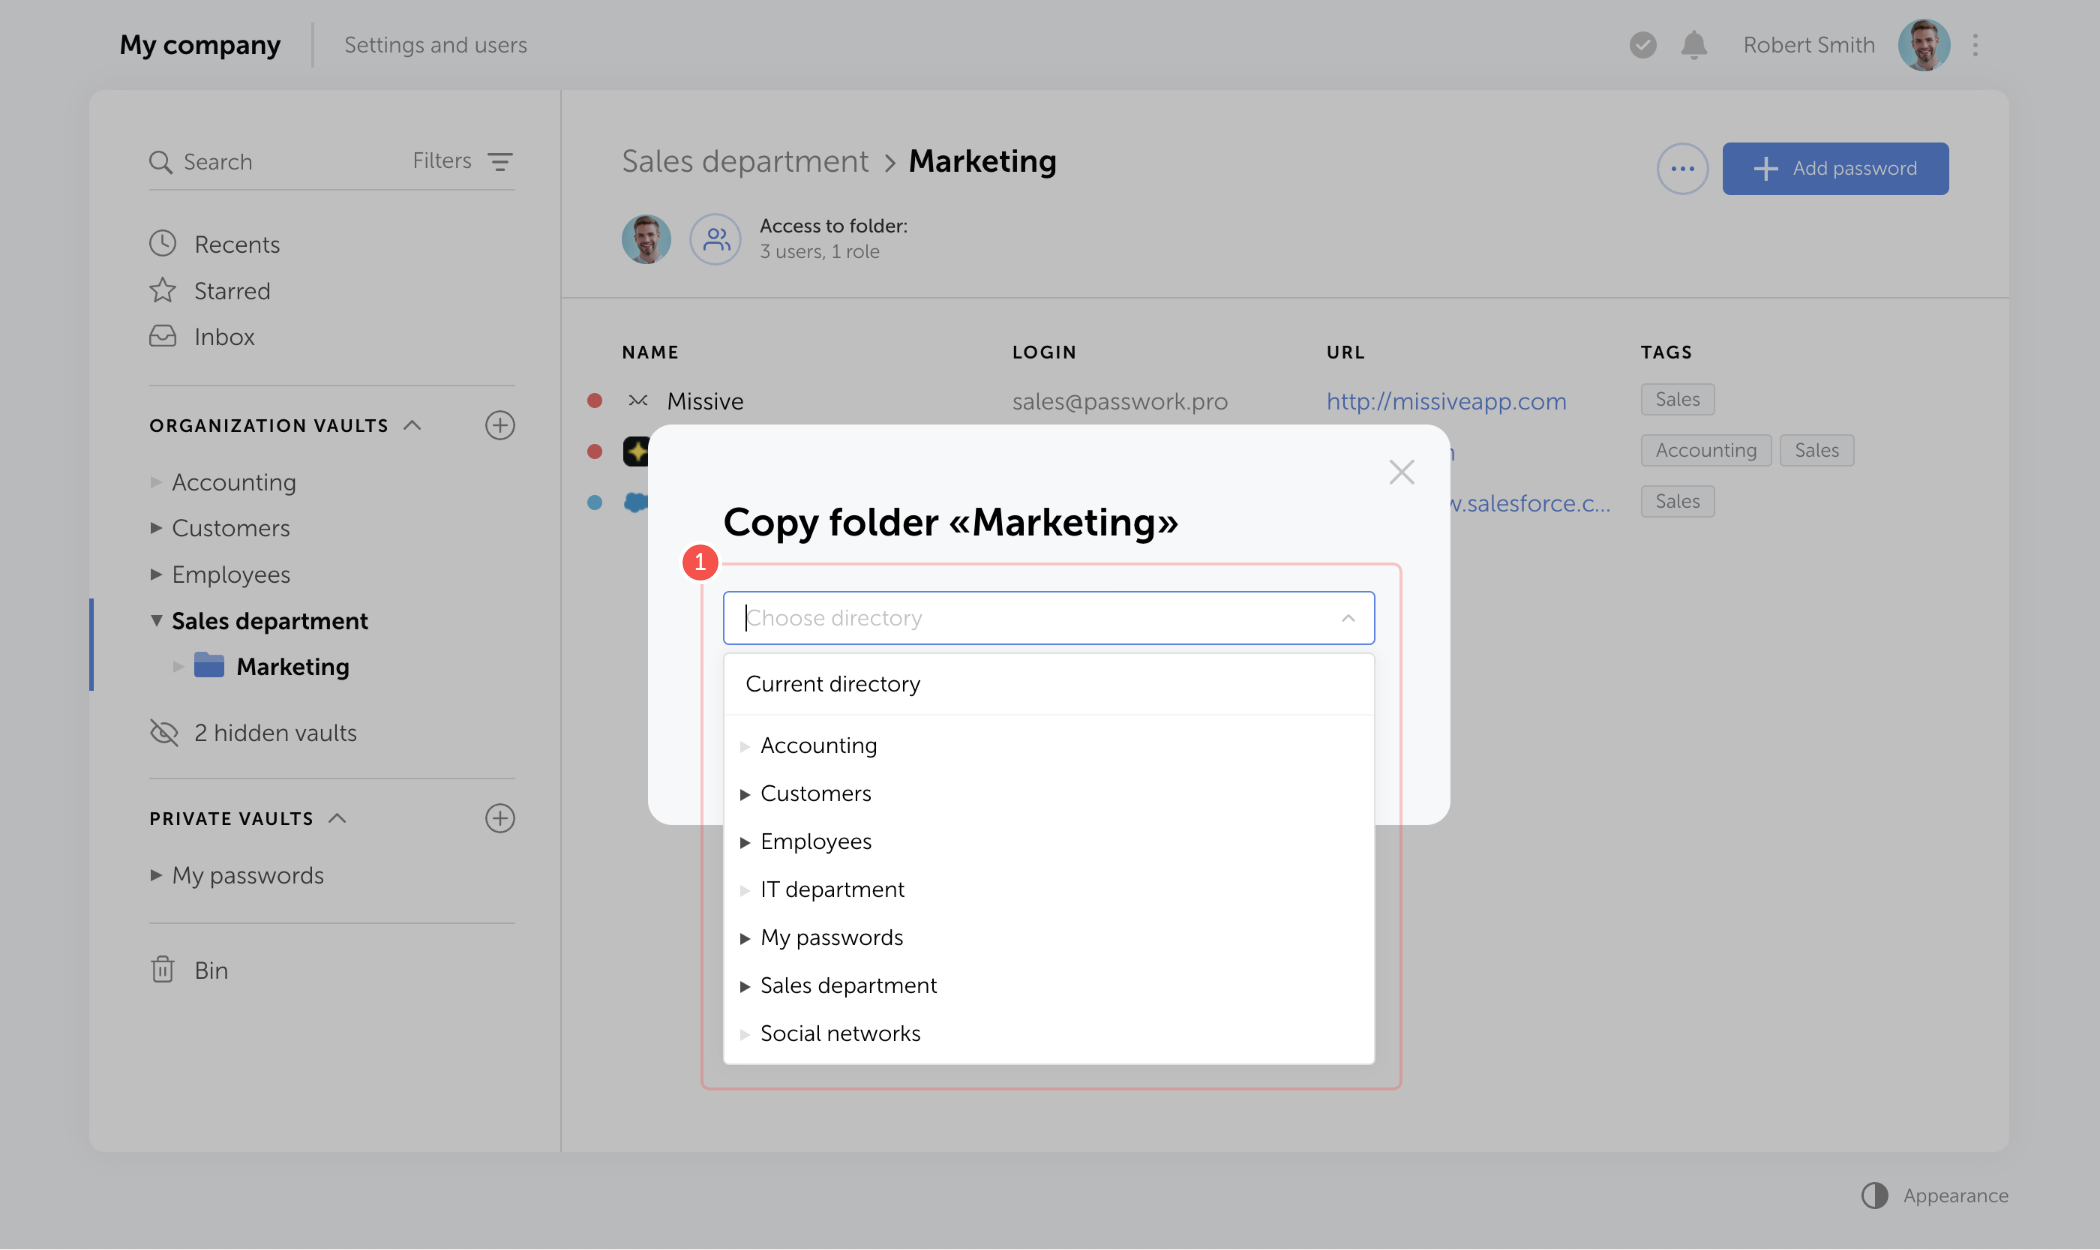 My company
Settings and users
Robert Smith
Search
Filters
Recents
Starred
Inbox
ORGANIZATION VAULTS
Accounting
Customers
Employees
Sales department
Marketing
2 hidden vaults
PRIVATE VAULTS
My passwords
Bin
Sales department > Marketing
Add password
Access to folder:
3 users, 1 role
NAME LOGIN URL TAGS
Missive sales@passwork.pro http://missiveapp.com Sales
Accounting Sales
w.salesforce.c... Sales
Copy folder «Marketing»
1
Choose directory
Current directory
Accounting
Customers
Employees
IT department
My passwords
Sales department
Social networks
Appearance